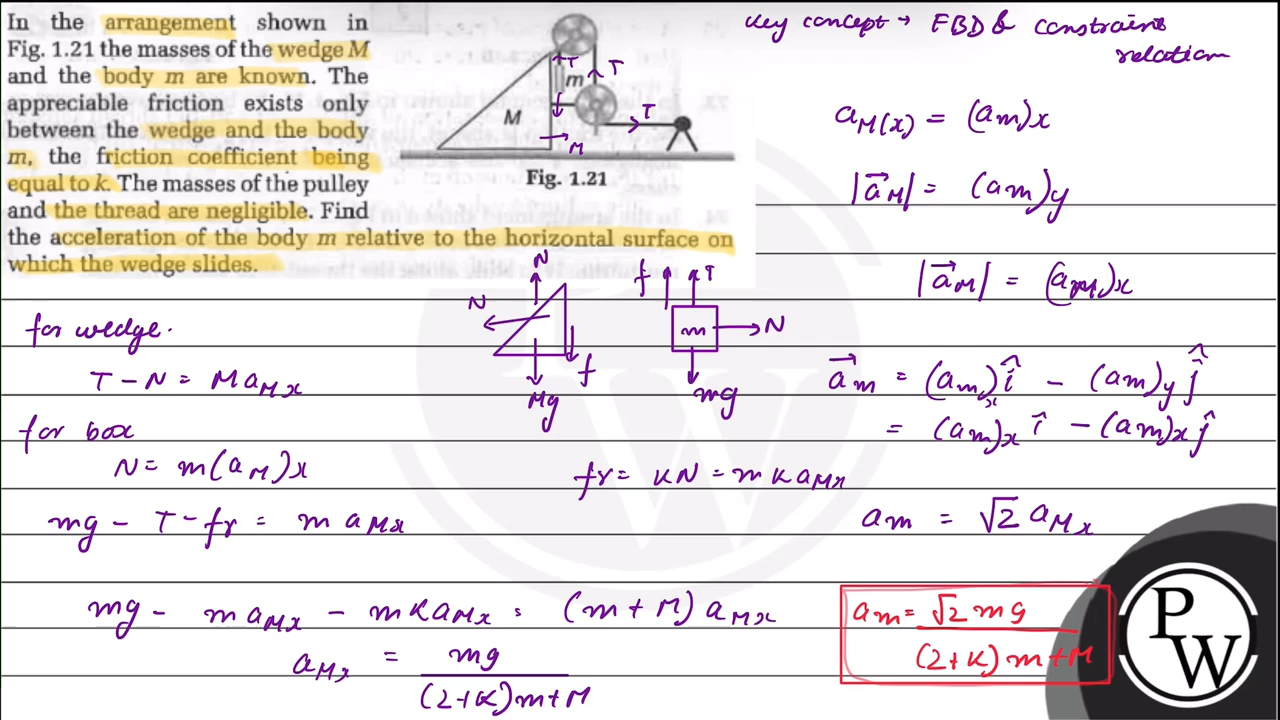 In the arrangement shown in
Fig. 1.21 the masses of the wedge M
and the body m are known. The
appreciable friction exists only
between the wedge and the body
m, the friction coefficient being
equal to k. The masses of the pulley
and the thread are negligible. Find
the acceleration of the body m relative to the horizontal surface on
which the wedge slides.
T
T
m
M
T
M
Fig. 1.21
Key concept → FBD & constraint
relation
a_M(x) = (a_m)x
|a⃗_M| = (a_m)y
|a⃗_M| = (a_m)x
N
N
f
Mg
f
T
m
N
mg
for wedge.
T - N = M a_Mx
for box
N = m(a_M)x
fr = KN = m K a_Mx
mg - T - fr = m a_Mx
a⃗_m = (a_m)_x î - (a_m)y ĵ
= (a_m)x î - (a_m)x ĵ
a_m = √2 a_Mx
mg - m a_Mx - m K a_Mx = (m + M) a_Mx
a_Mx = mg / (2+K)m+M
a_m = √2 mg / (2+K)m+M
PW